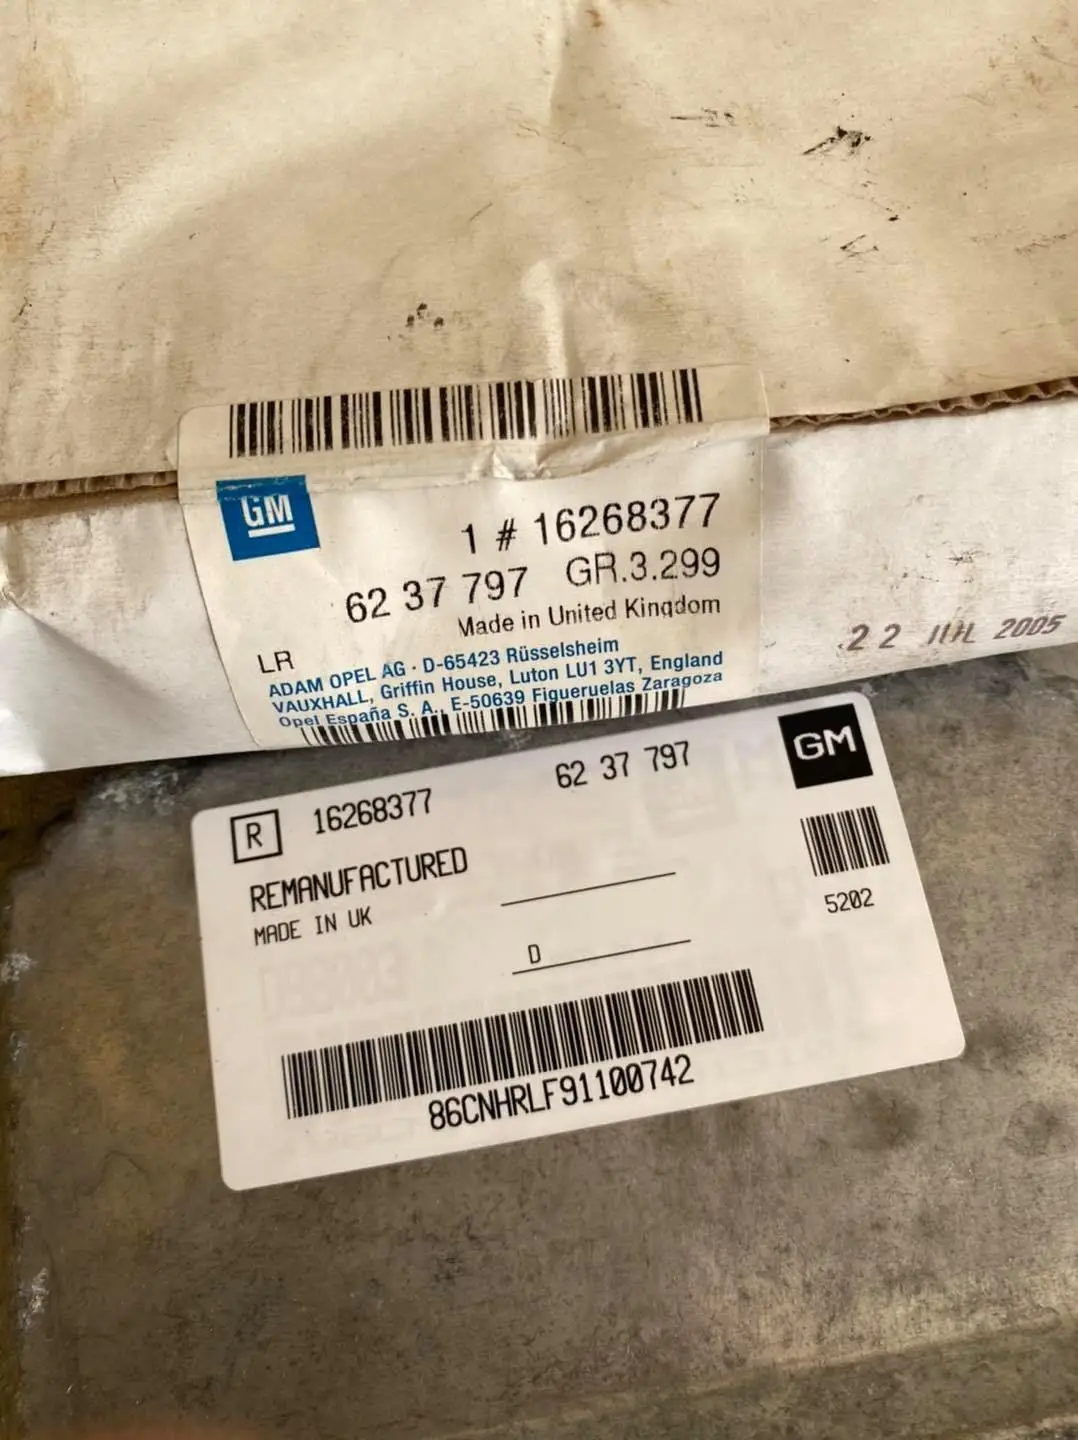 GM
1 # 16268377
62 37 797 GR.3.299
Made in United Kingdom
LR
ADAM OPEL AG · D-65423 Rüsselsheim
VAUXHALL, Griffin House, Luton LU1 3YT, England
Opel España S. A., E-50639 Figueruelas Zaragoza
22 JUL 2005
R 16268377 62 37 797 GM
REMANUFACTURED
MADE IN UK
5202
D
86CNHRLF91100742